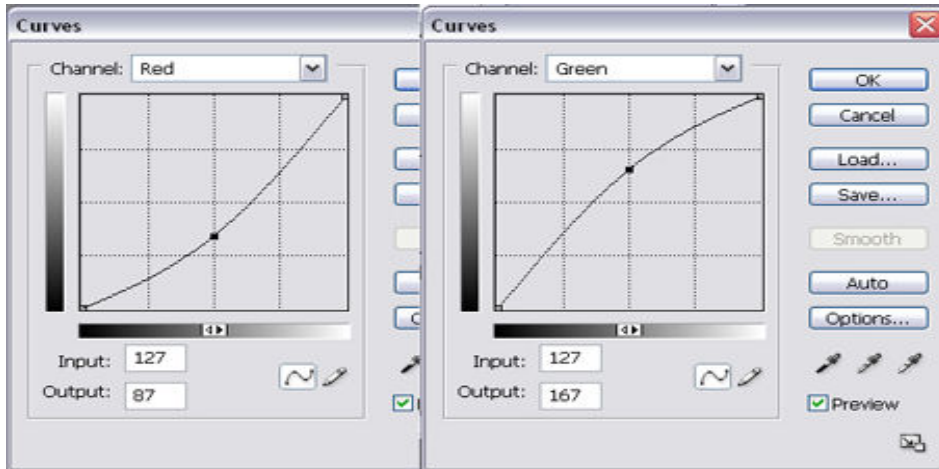 Curves
Channel: Red
Input: 127
Output: 87
Curves
Channel: Green
OK
Cancel
Load...
Save...
Smooth
Auto
Options...
Input: 127
Output: 167
Preview